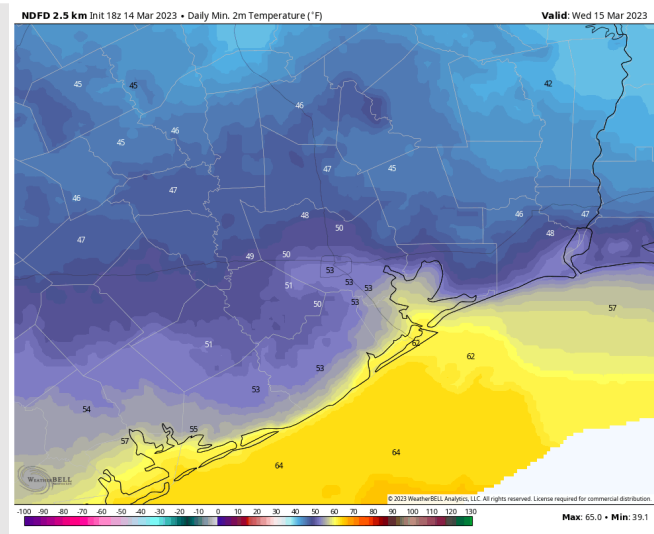 NDFD 2.5 km Init 18z 14 Mar 2023 • Daily Min. 2m Temperature (°F) Valid: Wed 15 Mar 2023
45 45 42
46
45 46
47 45
46 47
48 46 47
47 50 48
49 50
53
51 53 53
50 53 57
51 62
62
53
53
54
55
57
64 64
WEATHERBELL
© 2023 WeatherBELL Analytics, LLC. All rights reserved. License required for commercial distribution.
-100 -90 -80 -70 -60 -50 -40 -30 -20 -10 0 10 20 30 40 50 60 70 80 90 100 110 120 130 Max: 65.0 • Min: 39.1